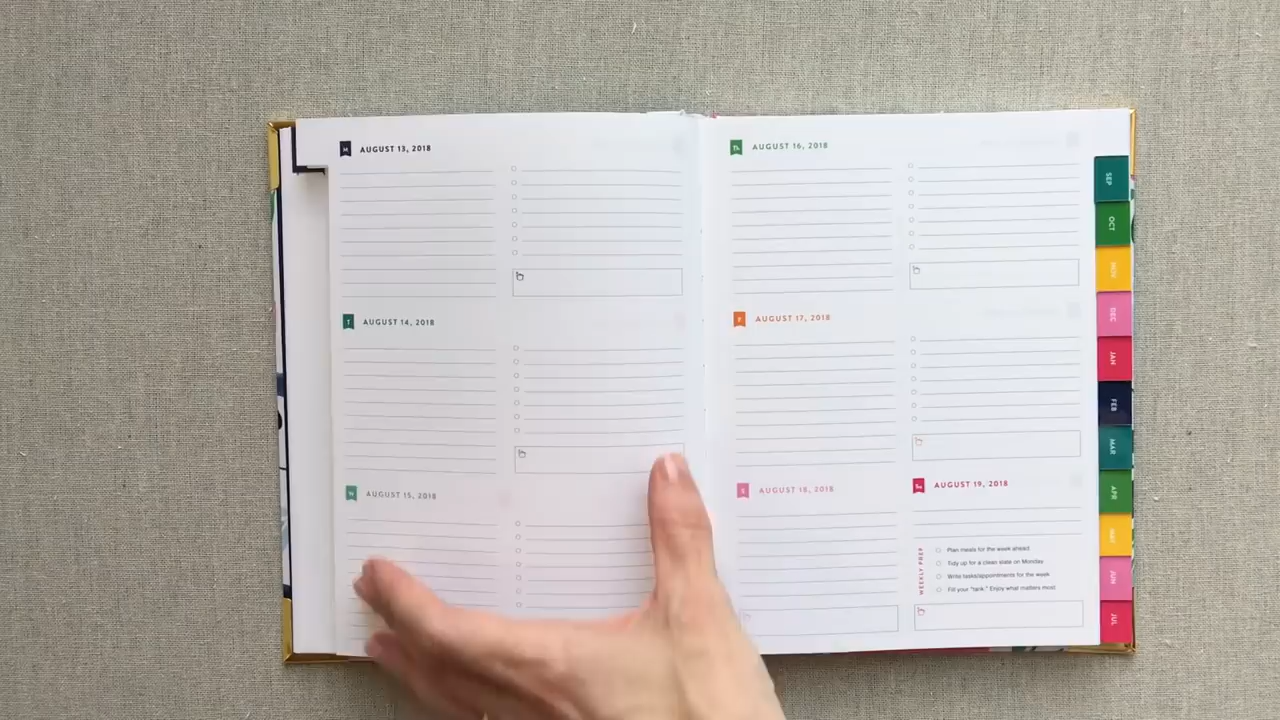 M AUGUST 13, 2018
T AUGUST 14, 2018
W AUGUST 15, 2018
Th AUGUST 16, 2018
F AUGUST 17, 2018
S AUGUST 18, 2018
Su AUGUST 19, 2018
WEEKLY PREP
Plan meals for the week ahead
Tidy up for a clean slate on Monday
Write tasks/appointments for the week
Fill your "tank." Enjoy what matters most
SEP
OCT
NOV
DEC
JAN
FEB
MAR
APR
MAY
JUN
JUL